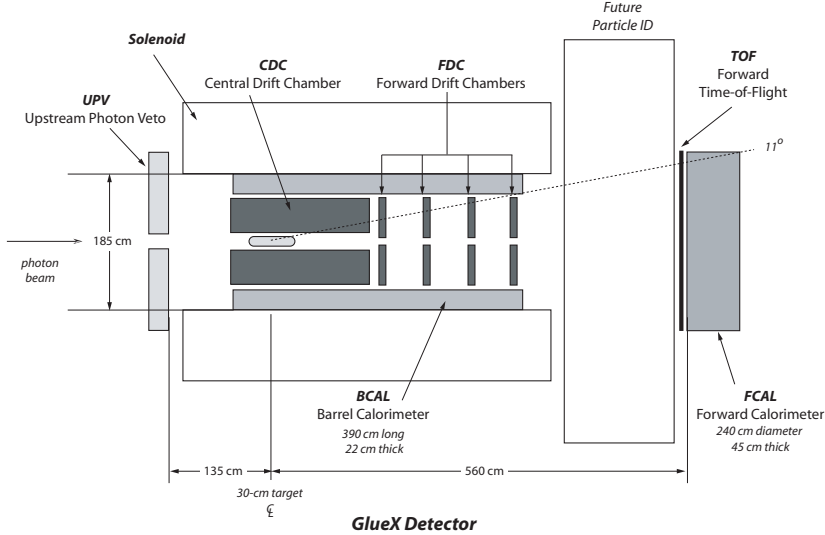 Future
Particle ID
Solenoid
CDC
Central Drift Chamber
FDC
Forward Drift Chambers
TOF
Forward
Time-of-Flight
UPV
Upstream Photon Veto
11°
185 cm
photon
beam
BCAL
Barrel Calorimeter
390 cm long
22 cm thick
FCAL
Forward Calorimeter
240 cm diameter
45 cm thick
135 cm
560 cm
30-cm target
℄
GlueX Detector